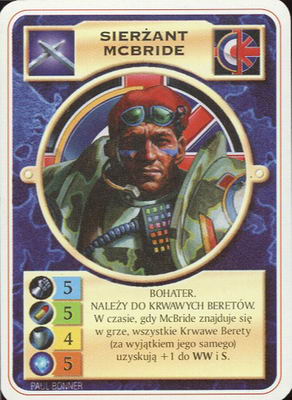 SIERŻANT
MCBRIDE
5
5
4
5
BOHATER.
NALEŻY DO KRWAWYCH BERETÓW.
W czasie, gdy McBride znajduje się
w grze, wszystkie Krwawe Berety
(za wyjątkiem jego samego)
uzyskują +1 do WW i S.
PAUL BONNER